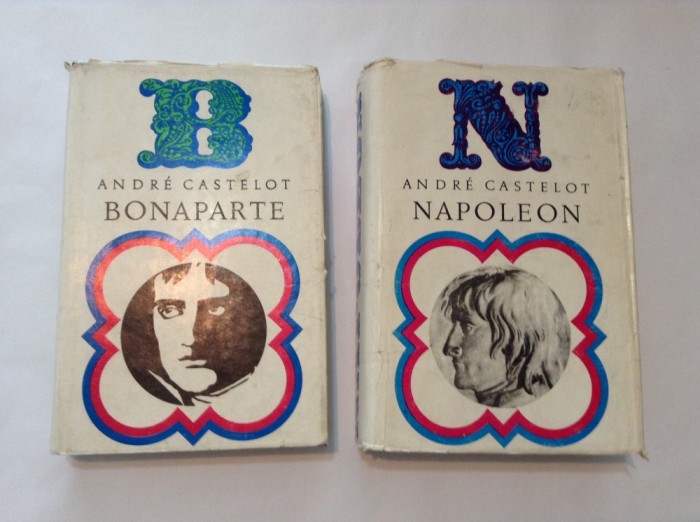 B
ANDRÉ CASTELOT
BONAPARTE
N
ANDRÉ CASTELOT
NAPOLEON